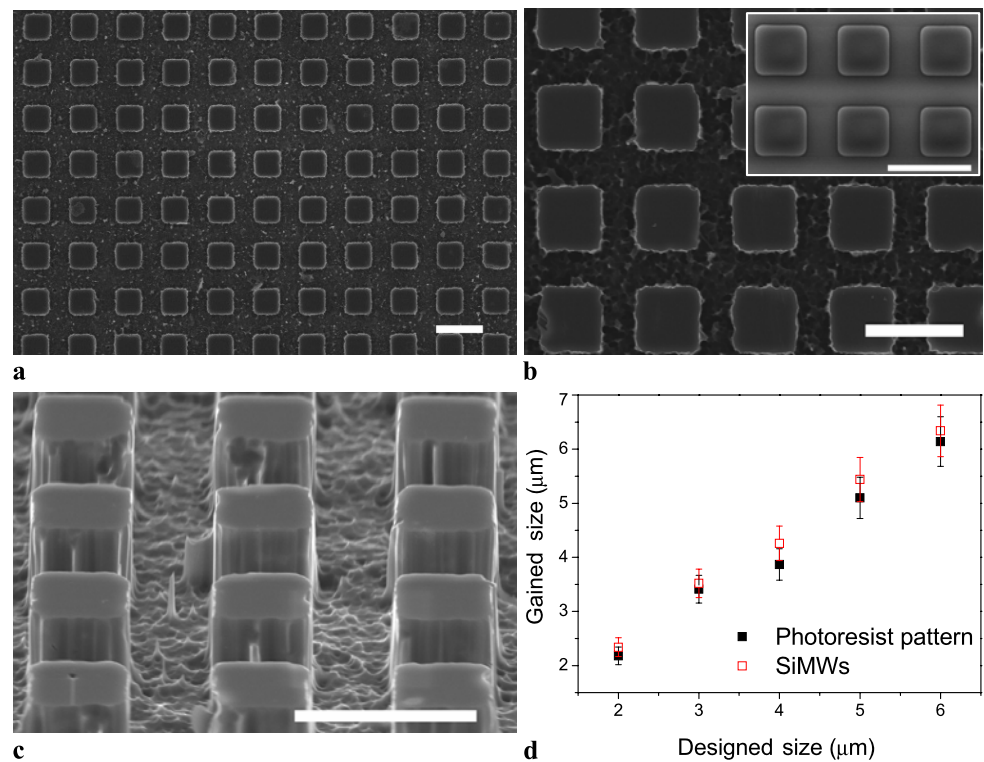 a
b
c
7
6
5
4
3
2
Gained size (μm)
Photoresist pattern
SiMWs
2 3 4 5 6
Designed size (μm)
d